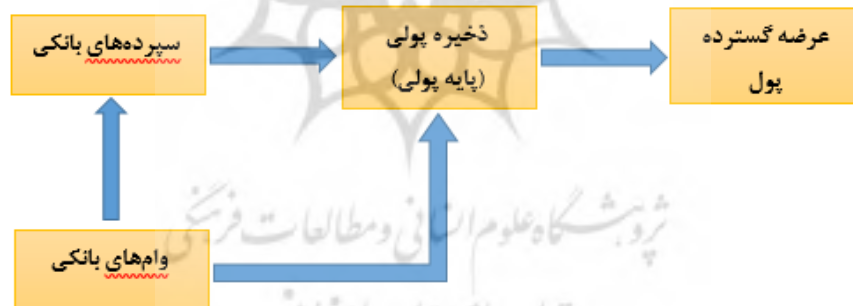 عرضه گسترده
پول
ذخیره پولی
(پایه پولی)
سپرده‌های بانکی
وام‌های بانکی
پژوهشگاه علوم انسانی و مطالعات فرهنگی